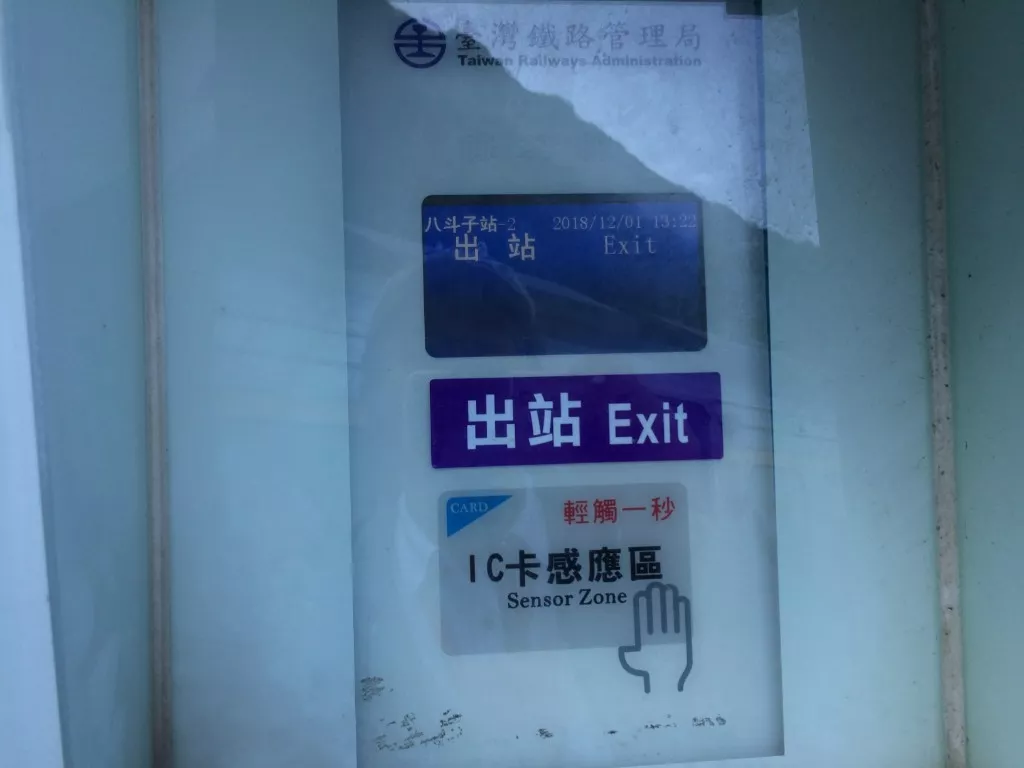 臺灣鐵路管理局
Taiwan Railways Administration
八斗子站-2 2018/12/01 13:22
出 站 Exit
出站 Exit
CARD 輕觸一秒
IC卡感應區
Sensor Zone